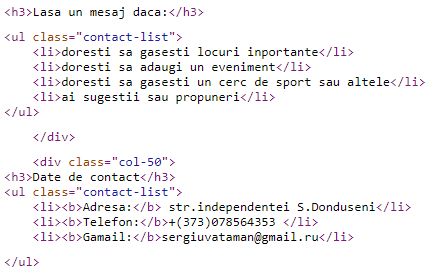 <h3>Lasa un mesaj daca:</h3>
<ul class="contact-list">
<li>doresti sa gasesti locuri inportante</li>
<li>doresti sa adaugi un eveniment</li>
<li>doresti sa gasesti un cerc de sport sau altele</li>
<li>ai sugestii sau propuneri</li>
</ul>
</div>
<div class="col-50">
<h3>Date de contact</h3>
<ul class="contact-list">
<li><b>Adresa:</b> str.independentei S.Donduseni</li>
<li><b>Telefon:</b>+(373)078564353 </li>
<li><b>Gamail:</b>sergiuvataman@gmail.ru</li>
</ul>